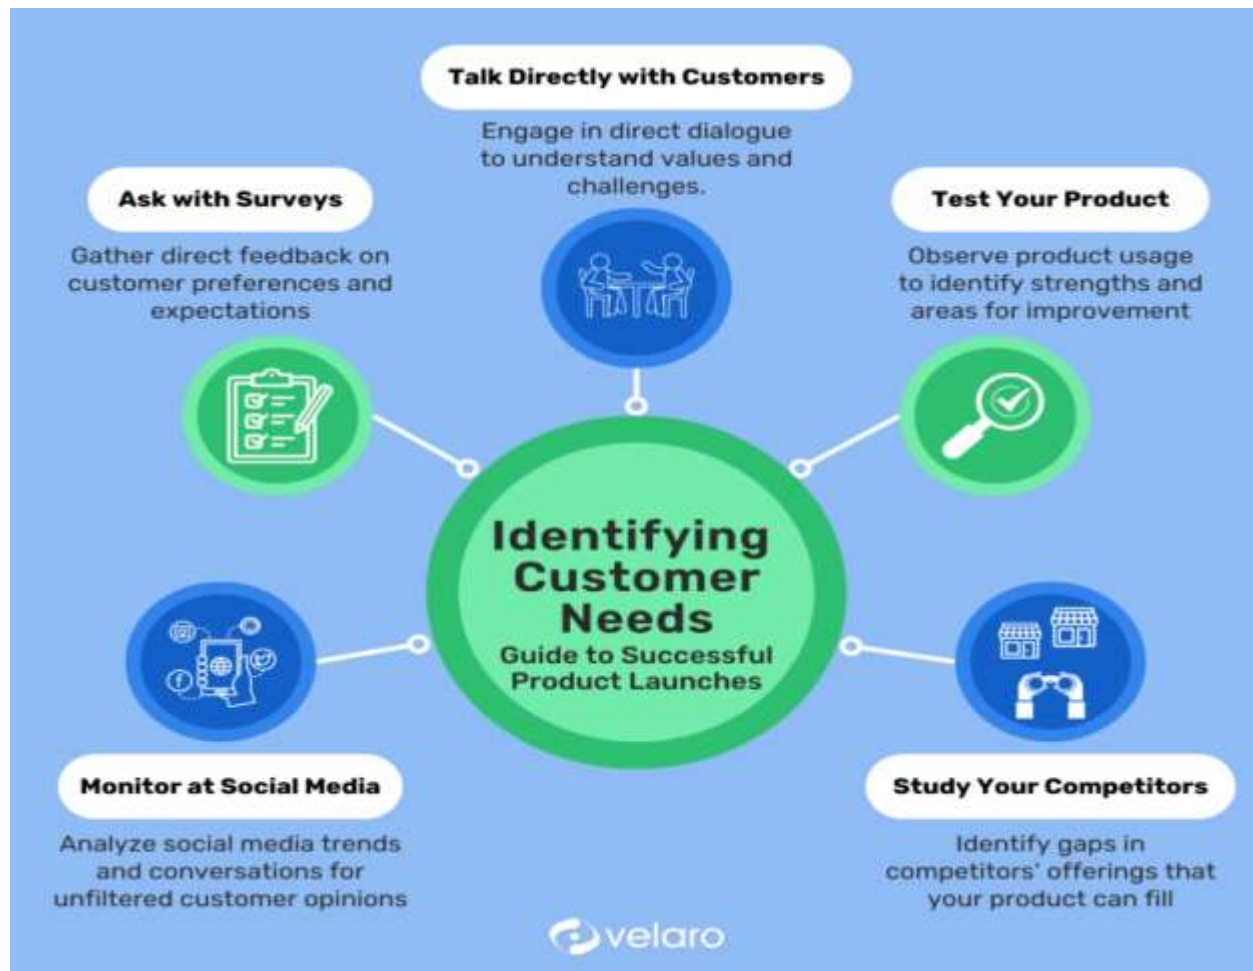 Talk Directly with Customers
Engage in direct dialogue
to understand values and
challenges.
Ask with Surveys
Gather direct feedback on
customer preferences and
expectations
Test Your Product
Observe product usage
to identify strengths and
areas for improvement
Identifying
Customer
Needs
Guide to Successful
Product Launches
Monitor at Social Media
Analyze social media trends
and conversations for
unfiltered customer opinions
Study Your Competitors
Identify gaps in
competitors' offerings that
your product can fill
velaro